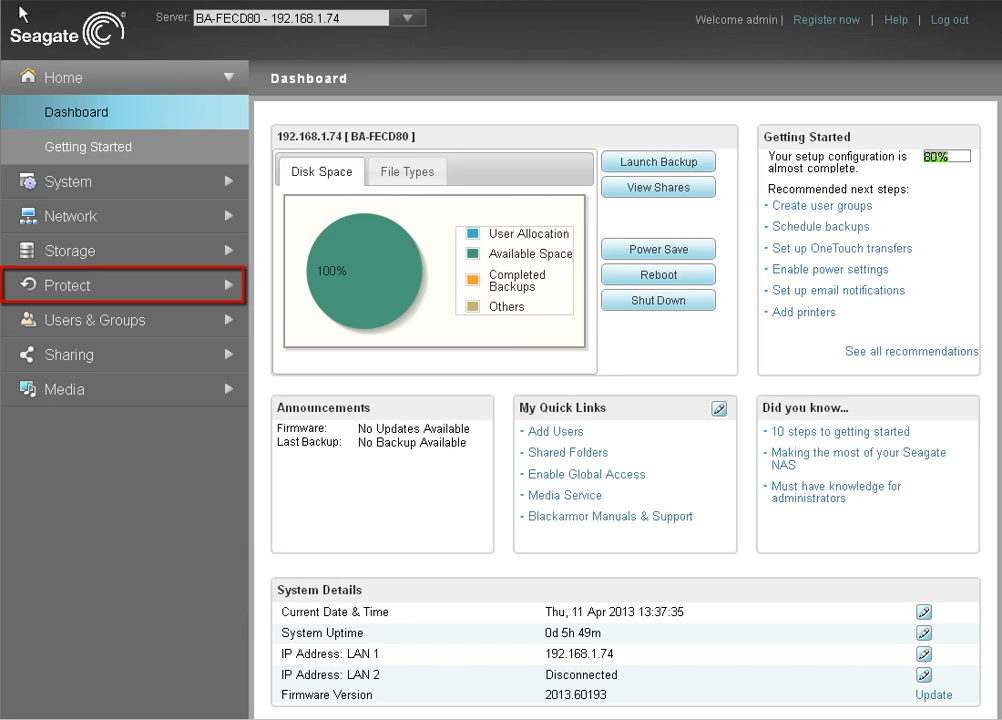 Server: BA-FECD80 - 192.168.1.74
Welcome admin | Register now | Help | Log out
Seagate
Home
Dashboard
Getting Started
System
Network
Storage
Protect
Users & Groups
Sharing
Media
Dashboard
192.168.1.74 [ BA-FECD80 ]
Disk Space
File Types
100%
User Allocation
Available Space
Completed
Backups
Others
Launch Backup
View Shares
Power Save
Reboot
Shut Down
Getting Started
Your setup configuration is
almost complete.
80%
Recommended next steps:
- Create user groups
- Schedule backups
- Set up OneTouch transfers
- Enable power settings
- Set up email notifications
- Add printers
See all recommendations
Announcements
Firmware: No Updates Available
Last Backup: No Backup Available
My Quick Links
- Add Users
- Shared Folders
- Enable Global Access
- Media Service
- Blackarmor Manuals & Support
Did you know...
- 10 steps to getting started
- Making the most of your Seagate
NAS
- Must have knowledge for
administrators
System Details
Current Date & Time Thu, 11 Apr 2013 13:37:35
System Uptime 0d 5h 49m
IP Address: LAN 1 192.168.1.74
IP Address: LAN 2 Disconnected
Firmware Version 2013.60193 Update